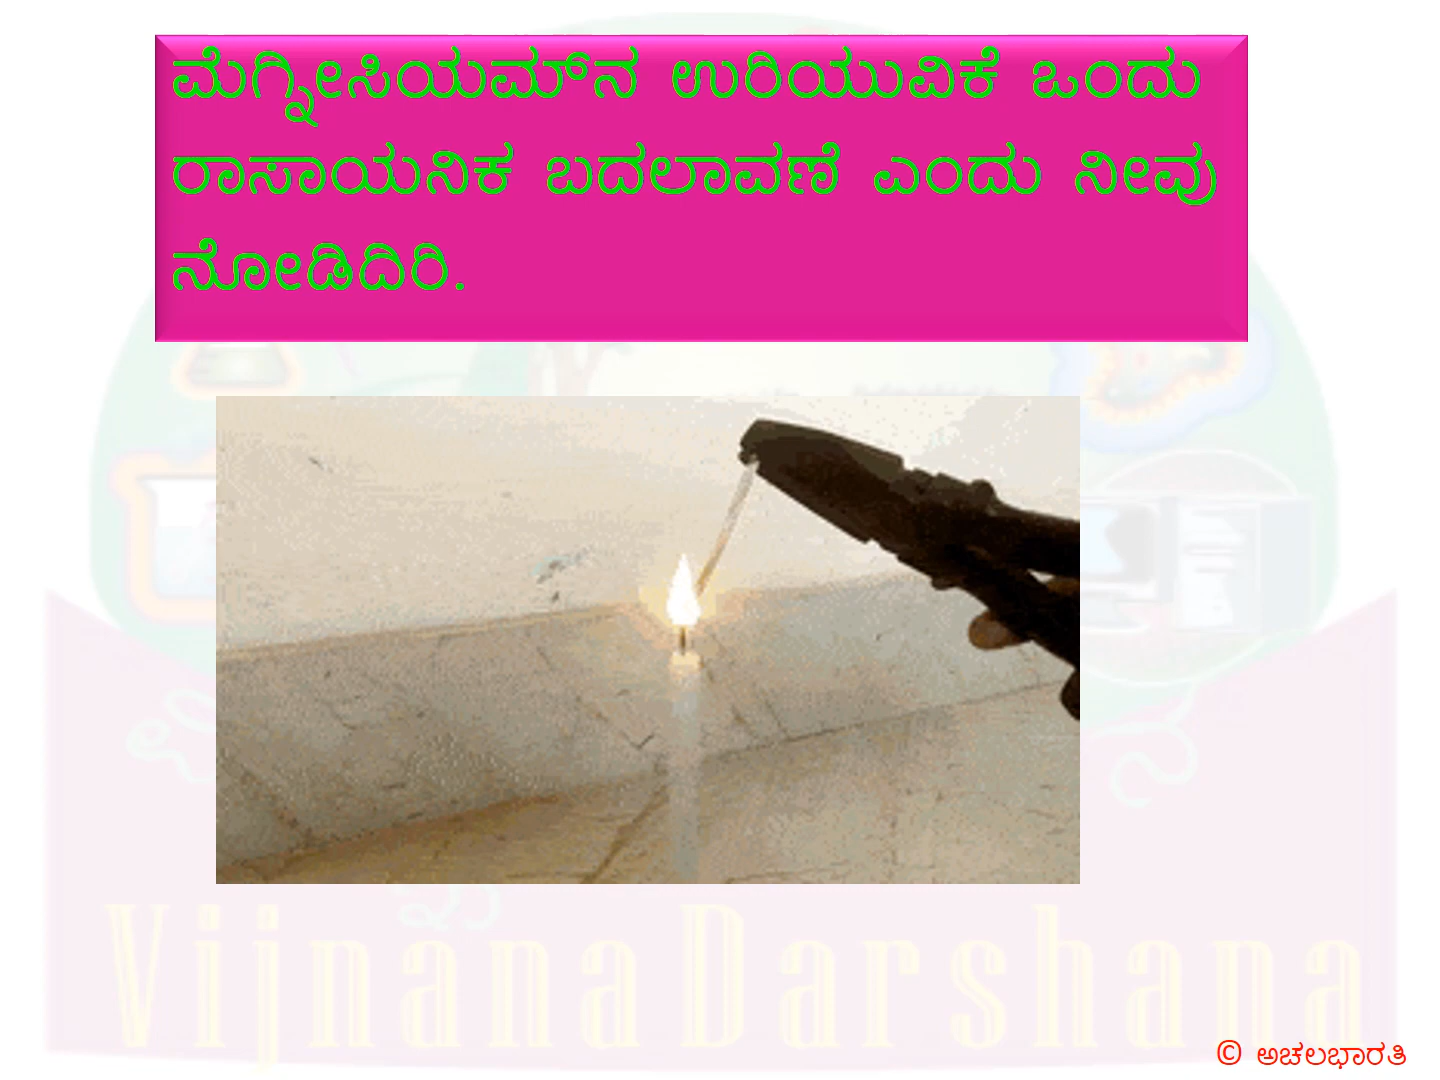 ಮೆಗ್ನೀಸಿಯಮ್‌ನ ಉರಿಯುವಿಕೆ ಒಂದು
ರಾಸಾಯನಿಕ ಬದಲಾವಣೆ ಎಂದು ನೀವು
ನೋಡಿದಿರಿ.
Vijnana Darshana
© ಅಚಲಭಾರತಿ